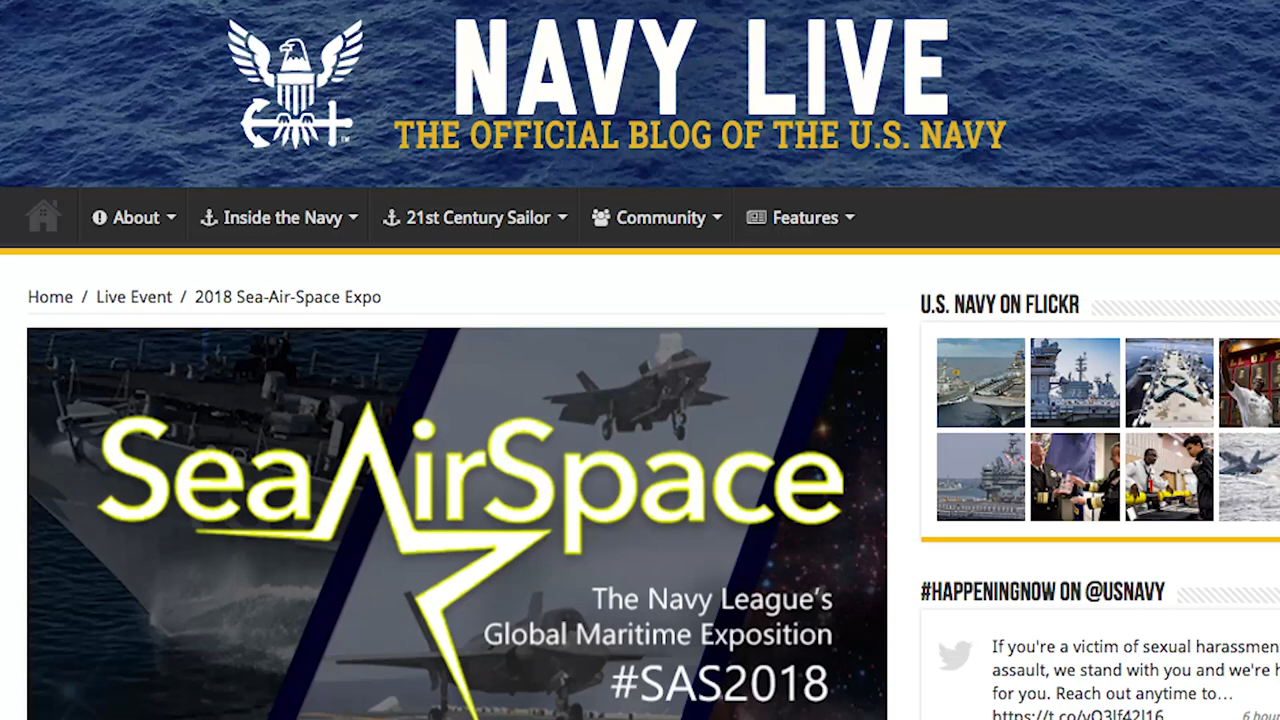 NAVY LIVE
THE OFFICIAL BLOG OF THE U.S. NAVY
About
Inside the Navy
21st Century Sailor
Community
Features
Home / Live Event / 2018 Sea-Air-Space Expo
SeaAirSpace
The Navy League's
Global Maritime Exposition
#SAS2018
U.S. NAVY ON FLICKR
#HAPPENINGNOW ON @USNAVY
If you're a victim of sexual harassmen
assault, we stand with you and we're
for you. Reach out anytime to…